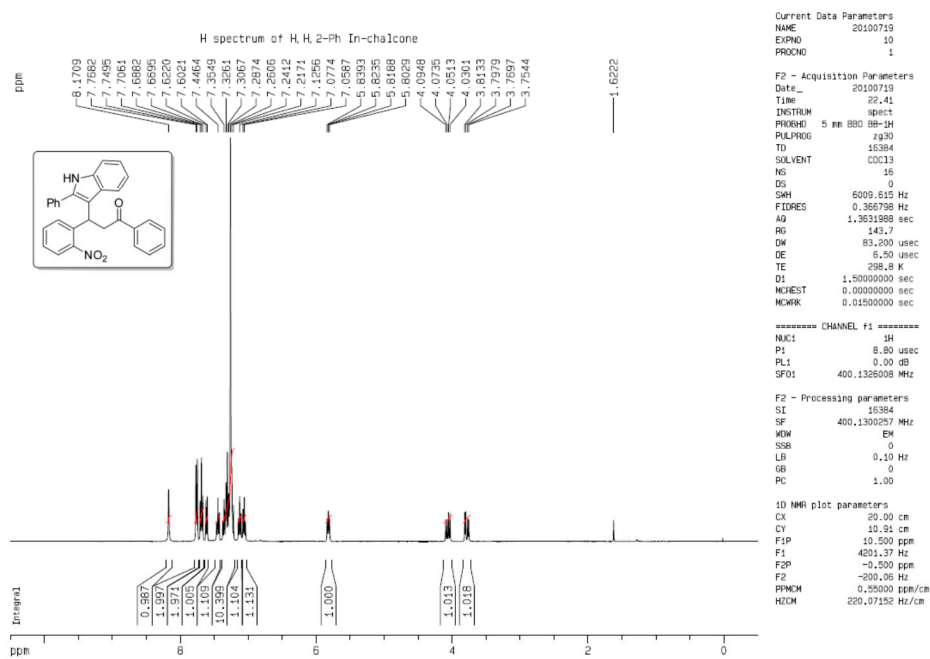 H spectrum of H, H, 2-Ph In-chalcone
ppm
8.1709
7.7682
7.7495
7.7061
7.6882
7.6695
7.6220
7.6021
7.4464
7.3549
7.3261
7.3067
7.2874
7.2606
7.2412
7.2171
7.1256
7.0774
7.0587
5.8393
5.8235
5.8188
5.8029
4.0948
4.0735
4.0513
4.0301
3.8133
3.7979
3.7697
3.7544
1.6222
HN
Ph
O
NO2
Integral
0.987
1.997
1.971
1.005
1.109
10.399
1.104
1.131
1.000
1.013
1.018
ppm
8
6
4
2
0
Current Data Parameters
NAME 20100719
EXPNO 10
PROCNO 1
F2 - Acquisition Parameters
Date_ 20100719
Time 22.41
INSTRUM spect
PROBHD 5 mm BBO BB-1H
PULPROG zg30
TD 16384
SOLVENT CDCl3
NS 16
DS 0
SWH 6009.615 Hz
FIDRES 0.366798 Hz
AQ 1.3631988 sec
RG 143.7
DW 83.200 usec
DE 6.50 usec
TE 298.8 K
D1 1.50000000 sec
MCREST 0.00000000 sec
MCWRK 0.01500000 sec
======== CHANNEL f1 ========
NUC1 1H
P1 8.80 usec
PL1 0.00 dB
SFO1 400.1326008 MHz
F2 - Processing parameters
SI 16384
SF 400.1300257 MHz
WDW EM
SSB 0
LB 0.10 Hz
GB 0
PC 1.00
1D NMR plot parameters
CX 20.00 cm
CY 10.91 cm
F1P 10.500 ppm
F1 4201.37 Hz
F2P -0.500 ppm
F2 -200.06 Hz
PPMCM 0.55000 ppm/cm
HZCM 220.07152 Hz/cm